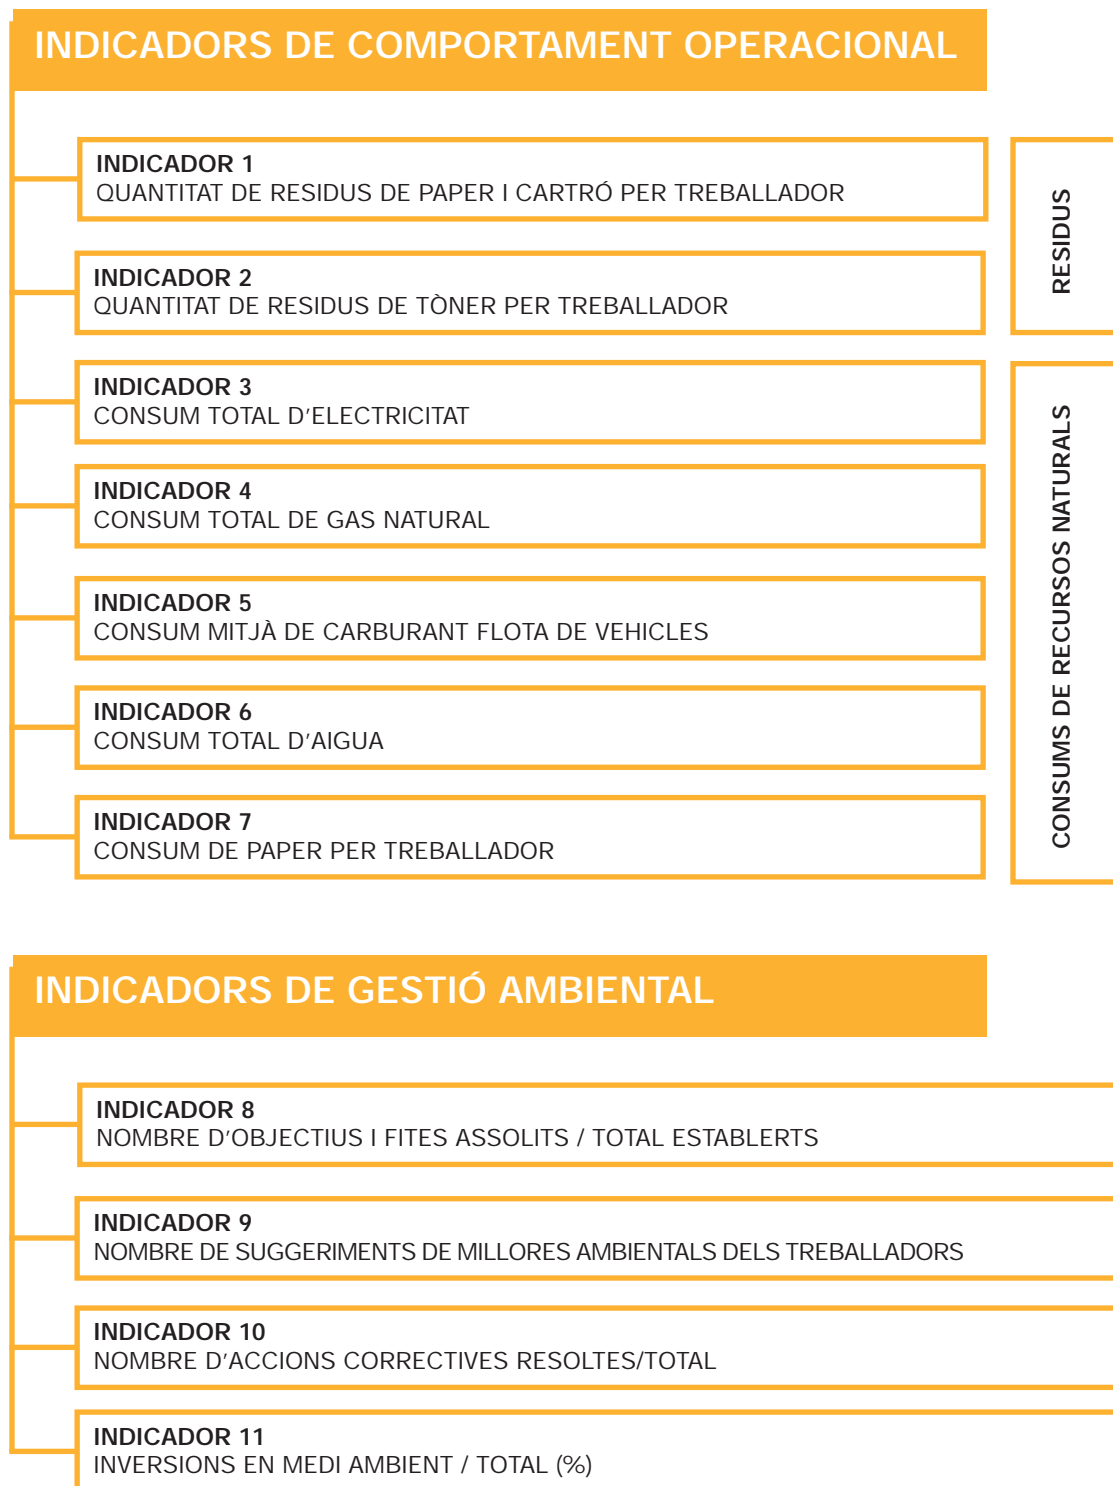 INDICADORS DE COMPORTAMENT OPERACIONAL
INDICADOR 1
QUANTITAT DE RESIDUS DE PAPER I CARTRÓ PER TREBALLADOR
INDICADOR 2
QUANTITAT DE RESIDUS DE TÒNER PER TREBALLADOR
RESIDUS
INDICADOR 3
CONSUM TOTAL D'ELECTRICITAT
INDICADOR 4
CONSUM TOTAL DE GAS NATURAL
INDICADOR 5
CONSUM MITJÀ DE CARBURANT FLOTA DE VEHICLES
INDICADOR 6
CONSUM TOTAL D'AIGUA
INDICADOR 7
CONSUM DE PAPER PER TREBALLADOR
CONSUMS DE RECURSOS NATURALS
INDICADORS DE GESTIÓ AMBIENTAL
INDICADOR 8
NOMBRE D'OBJECTIUS I FITES ASSOLITS / TOTAL ESTABLERTS
INDICADOR 9
NOMBRE DE SUGGERIMENTS DE MILLORES AMBIENTALS DELS TREBALLADORS
INDICADOR 10
NOMBRE D'ACCIONS CORRECTIVES RESOLTES/TOTAL
INDICADOR 11
INVERSIONS EN MEDI AMBIENT / TOTAL (%)